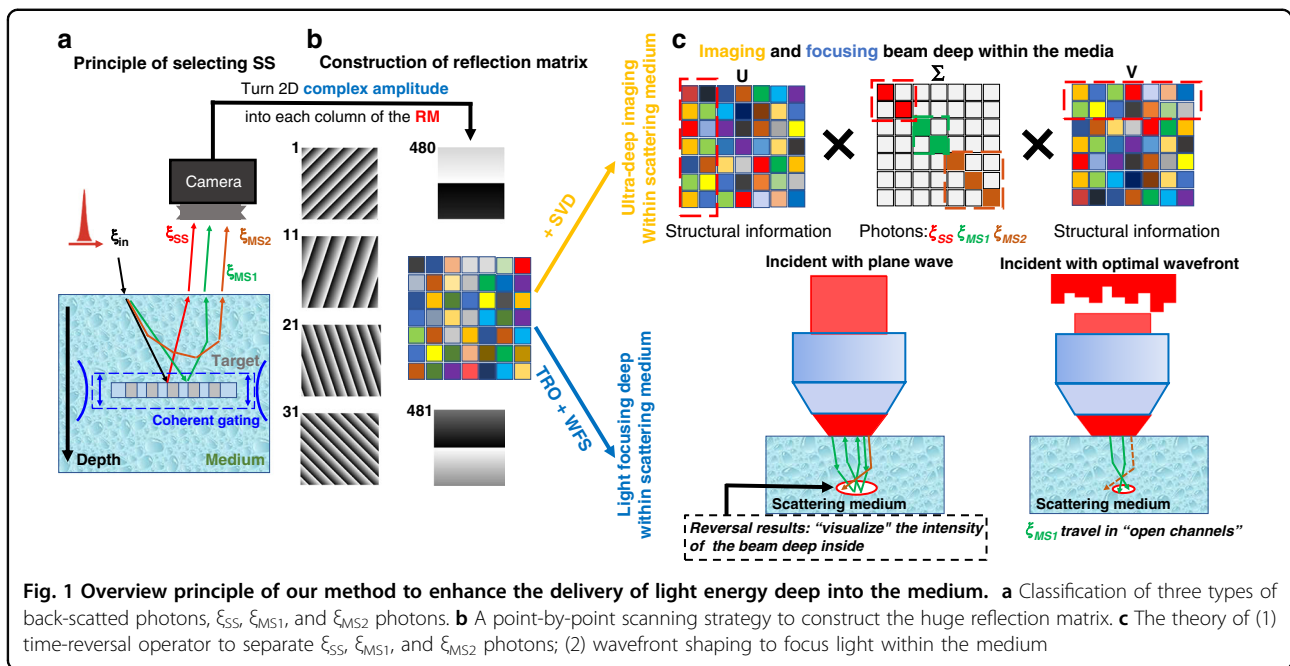 a
Principle of selecting SS
Camera
ξin
ξSS
ξMS1
ξMS2
Target
Coherent gating
Depth
Medium
b
Construction of reflection matrix
Turn 2D complex amplitude
into each column of the RM
1
11
21
31
480
481
+ SVD
Ultra-deep imaging
Within scattering medium
TRO + WFS
Light focusing deep
within scattering medium
c
Imaging and focusing beam deep within the media
U
Σ
V
×
×
Structural information
Photons: ξSS ξMS1 ξMS2
Structural information
Incident with plane wave
Incident with optimal wavefront
Scattering medium
Scattering medium
Reversal results: “visualize" the intensity
of the beam deep inside
ξMS1 travel in “open channels”
Fig. 1 Overview principle of our method to enhance the delivery of light energy deep into the medium. a Classification of three types of
back-scatted photons, ξSS, ξMS1, and ξMS2 photons. b A point-by-point scanning strategy to construct the huge reflection matrix. c The theory of (1)
time-reversal operator to separate ξSS, ξMS1, and ξMS2 photons; (2) wavefront shaping to focus light within the medium